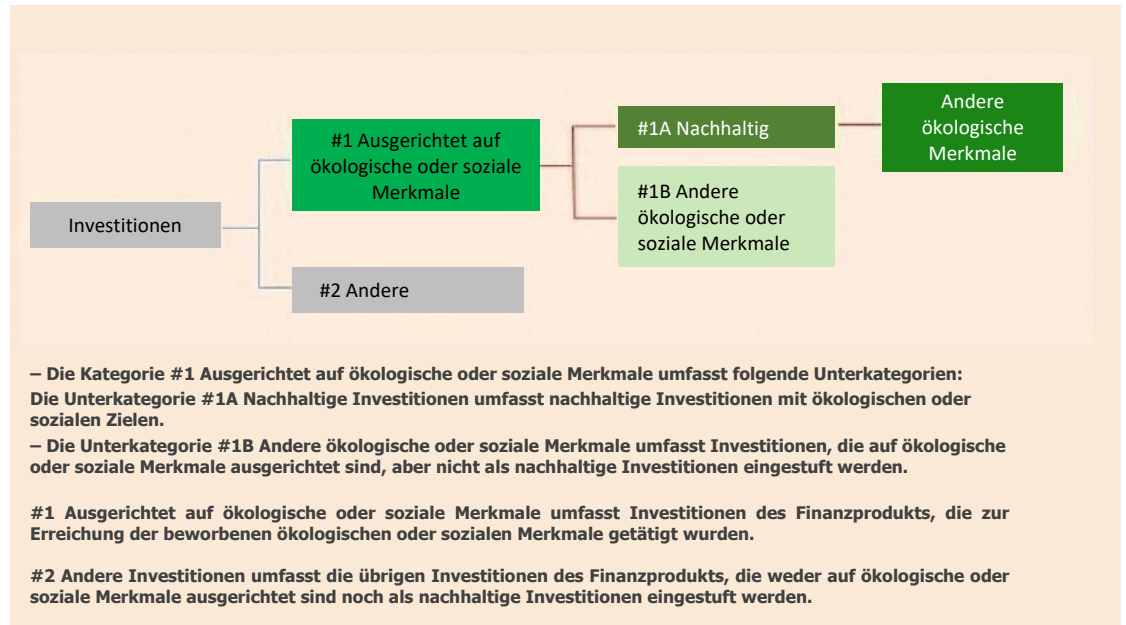 Investitionen
#1 Ausgerichtet auf
ökologische oder soziale
Merkmale
#2 Andere
#1A Nachhaltig
#1B Andere
ökologische oder
soziale Merkmale
Andere
ökologische
Merkmale
– Die Kategorie #1 Ausgerichtet auf ökologische oder soziale Merkmale umfasst folgende Unterkategorien:
Die Unterkategorie #1A Nachhaltige Investitionen umfasst nachhaltige Investitionen mit ökologischen oder
sozialen Zielen.
– Die Unterkategorie #1B Andere ökologische oder soziale Merkmale umfasst Investitionen, die auf ökologische
oder soziale Merkmale ausgerichtet sind, aber nicht als nachhaltige Investitionen eingestuft werden.
#1 Ausgerichtet auf ökologische oder soziale Merkmale umfasst Investitionen des Finanzprodukts, die zur
Erreichung der beworbenen ökologischen oder sozialen Merkmale getätigt wurden.
#2 Andere Investitionen umfasst die übrigen Investitionen des Finanzprodukts, die weder auf ökologische oder
soziale Merkmale ausgerichtet sind noch als nachhaltige Investitionen eingestuft werden.